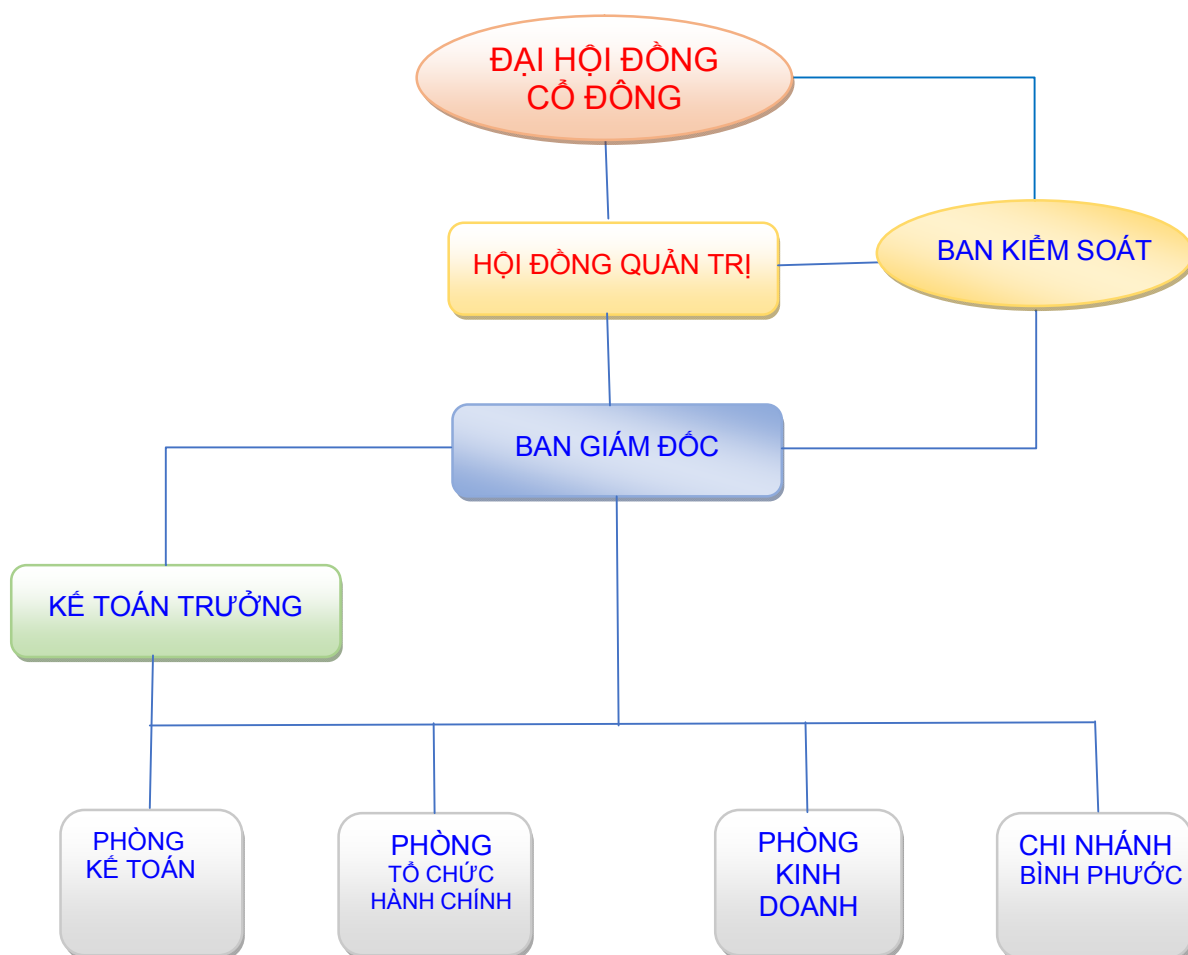 ĐẠI HỘI ĐỒNG
CỔ ĐÔNG
BAN KIỂM SOÁT
HỘI ĐỒNG QUẢN TRỊ
BAN GIÁM ĐỐC
KẾ TOÁN TRƯỞNG
PHÒNG
KẾ TOÁN
PHÒNG
TỔ CHỨC
HÀNH CHÍNH
PHÒNG
KINH
DOANH
CHI NHÁNH
BÌNH PHƯỚC